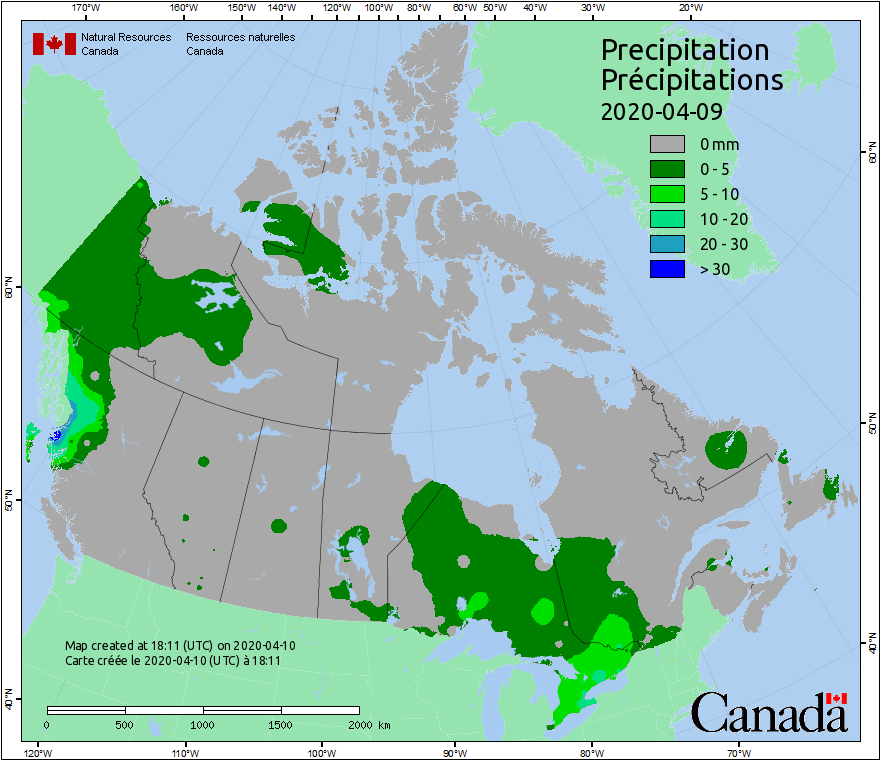 170°W 160°W 150°W 140°W 130°W 120°W 110°W 100°W 90°W 80°W 60°W 50°W 40°W 30°W 20°W
Natural Resources Ressources naturelles
Canada Canada
Precipitation
Précipitations
2020-04-09
0 mm
0 - 5
5 - 10
10 - 20
20 - 30
> 30
60°N
60°N
50°N
50°N
40°N
40°N
Map created at 18:11 (UTC) on 2020-04-10
Carte créée le 2020-04-10 (UTC) à 18:11
0 500 1000 1500 2000 km
Canada
120°W 110°W 100°W 90°W 80°W 70°W